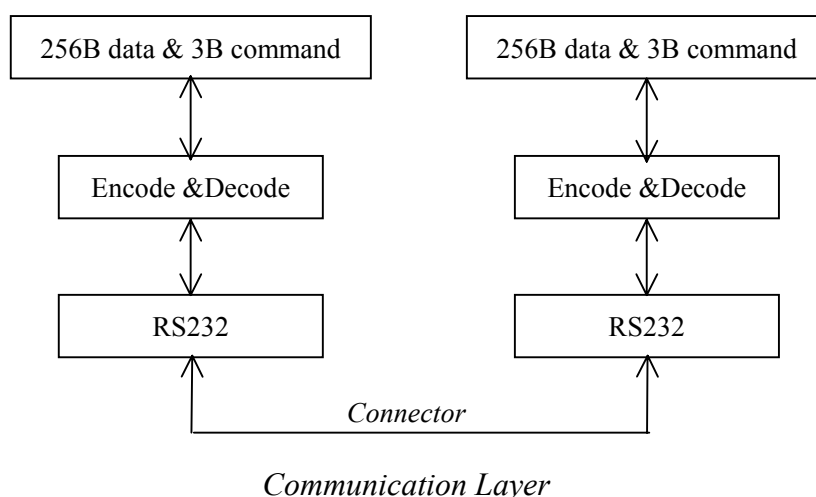 256B data & 3B command
256B data & 3B command
Encode &Decode
Encode &Decode
RS232
RS232
Connector
Communication Layer